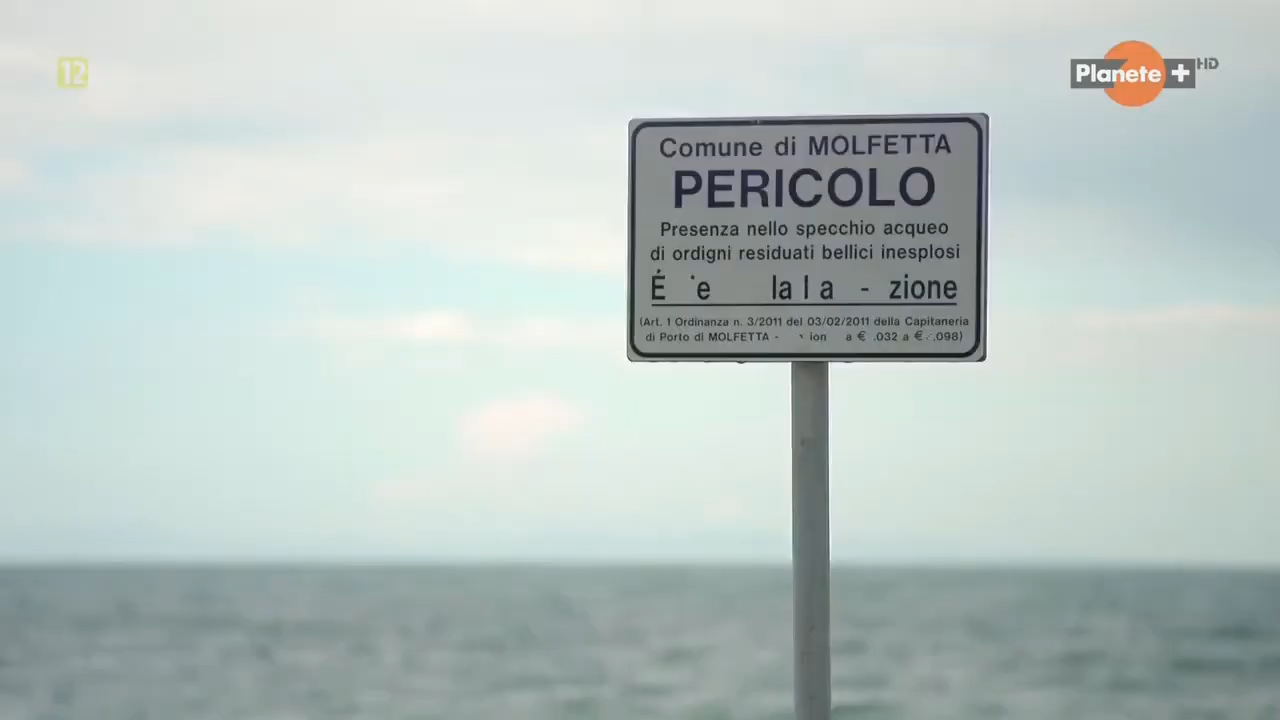 12
Planete +HD
Comune di MOLFETTA
PERICOLO
Presenza nello specchio acqueo
di ordigni residuati bellici inesplosi
É
(Art. 1 Ordinanza n. 3/2011 del 03/02/2011 della Capitaneria
di Porto di MOLFETTA -